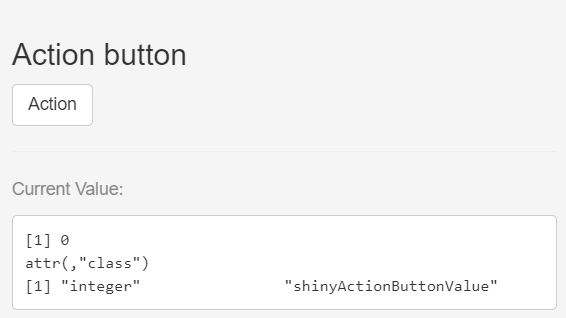 Action button
Action
Current Value:
[1] 0
attr(,"class")
[1] "integer"               "shinyActionButtonValue"